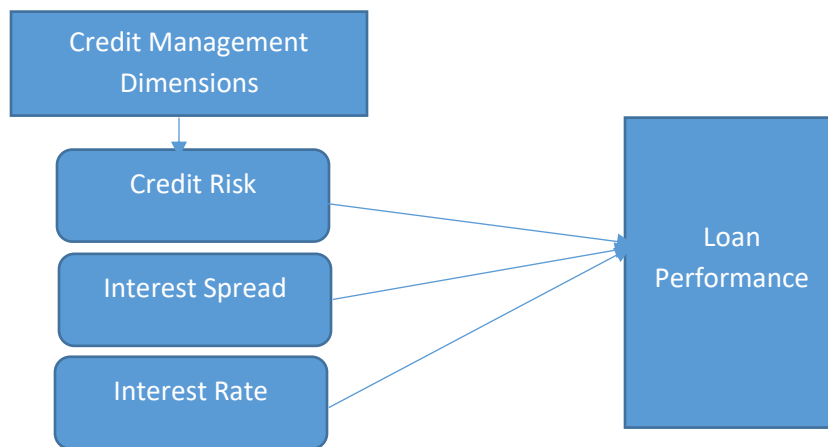 Credit Management
Dimensions
Credit Risk
Interest Spread
Interest Rate
Loan
Performance